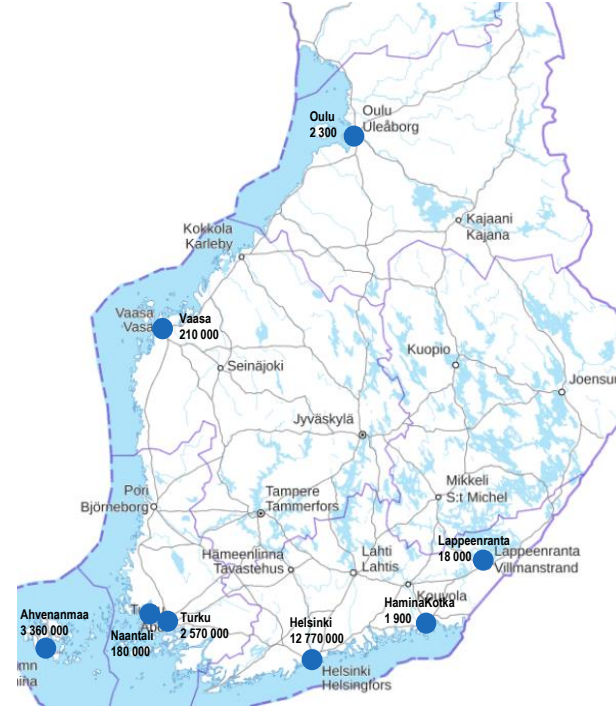 Oulu
2 300
Oulu
Uleåborg
Kajaani
Kajana
Kokkola
Karleby
Vaasa
Vasa
Vaasa
210 000
Seinäjoki
Kuopio
Joensuu
Jyväskylä
Pori
Björneborg
Tampere
Tammerfors
Mikkeli
S:t Michel
Lappeenranta
18 000
Lappeenranta
Villmanstrand
Hämeenlinna
Tavastehus
Lahti
Lahtis
Kouvola
HaminaKotka
1 900
Ahvenanmaa
3 360 000
Naantali
180 000
Turku
2 570 000
Helsinki
12 770 000
Helsinki
Helsingfors